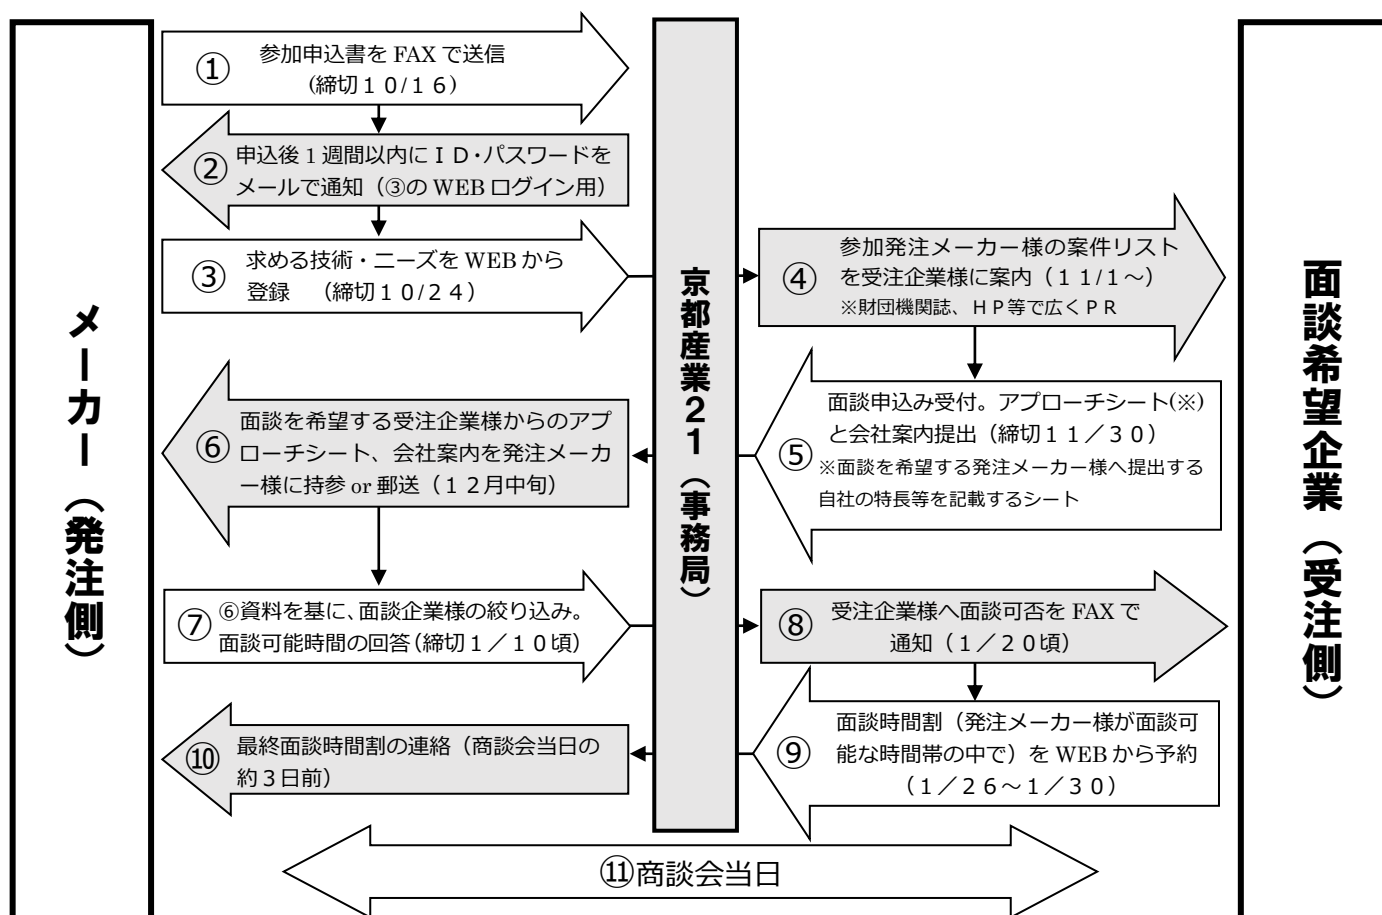 メーカー（発注側）
①
参加申込書を FAX で送信
(締切１０/１６)
②
申込後 1 週間以内にＩＤ・パスワードを
メールで通知（③の WEB ログイン用）
③
求める技術・ニーズを WEB から
登録　（締切１０/２４）
京都産業２１（事務局）
④
参加発注メーカー様の案件リスト
を受注企業様に案内（１１/１～）
※財団機関誌、ＨＰ等で広くＰＲ
⑤
面談申込み受付。アプローチシート(※)
と会社案内提出（締切１１／３０）
※面談を希望する発注メーカー様へ提出する
自社の特長等を記載するシート
⑥
面談を希望する受注企業様からのアプ
ローチシート、会社案内を発注メーカ
ー様に持参 or 郵送（１２月中旬）
⑦
⑥資料を基に、面談企業様の絞り込み。
面談可能時間の回答（締切１／１０頃）
⑧
受注企業様へ面談可否を FAX で
通知（１／２０頃）
⑨
面談時間割（発注メーカー様が面談可
能な時間帯の中で）を WEB から予約
（１／２６～１／３０）
⑩
最終面談時間割の連絡（商談会当日の
約３日前）
⑪商談会当日
面談希望企業（受注側）